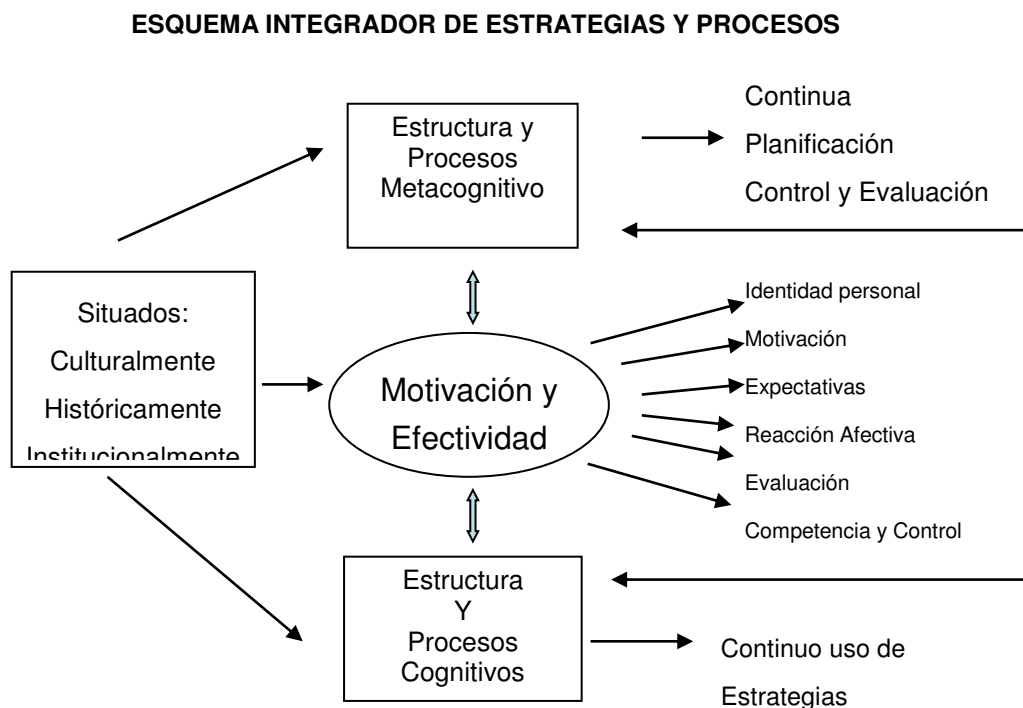 ESQUEMA INTEGRADOR DE ESTRATEGIAS Y PROCESOS
Estructura y
Procesos
Metacognitivo
Continua
Planificación
Control y Evaluación
Situados:
Culturalmente
Históricamente
Institucionalmente
Motivación y
Efectividad
Identidad personal
Motivación
Expectativas
Reacción Afectiva
Evaluación
Competencia y Control
Estructura
Y
Procesos
Cognitivos
Continuo uso de
Estrategias